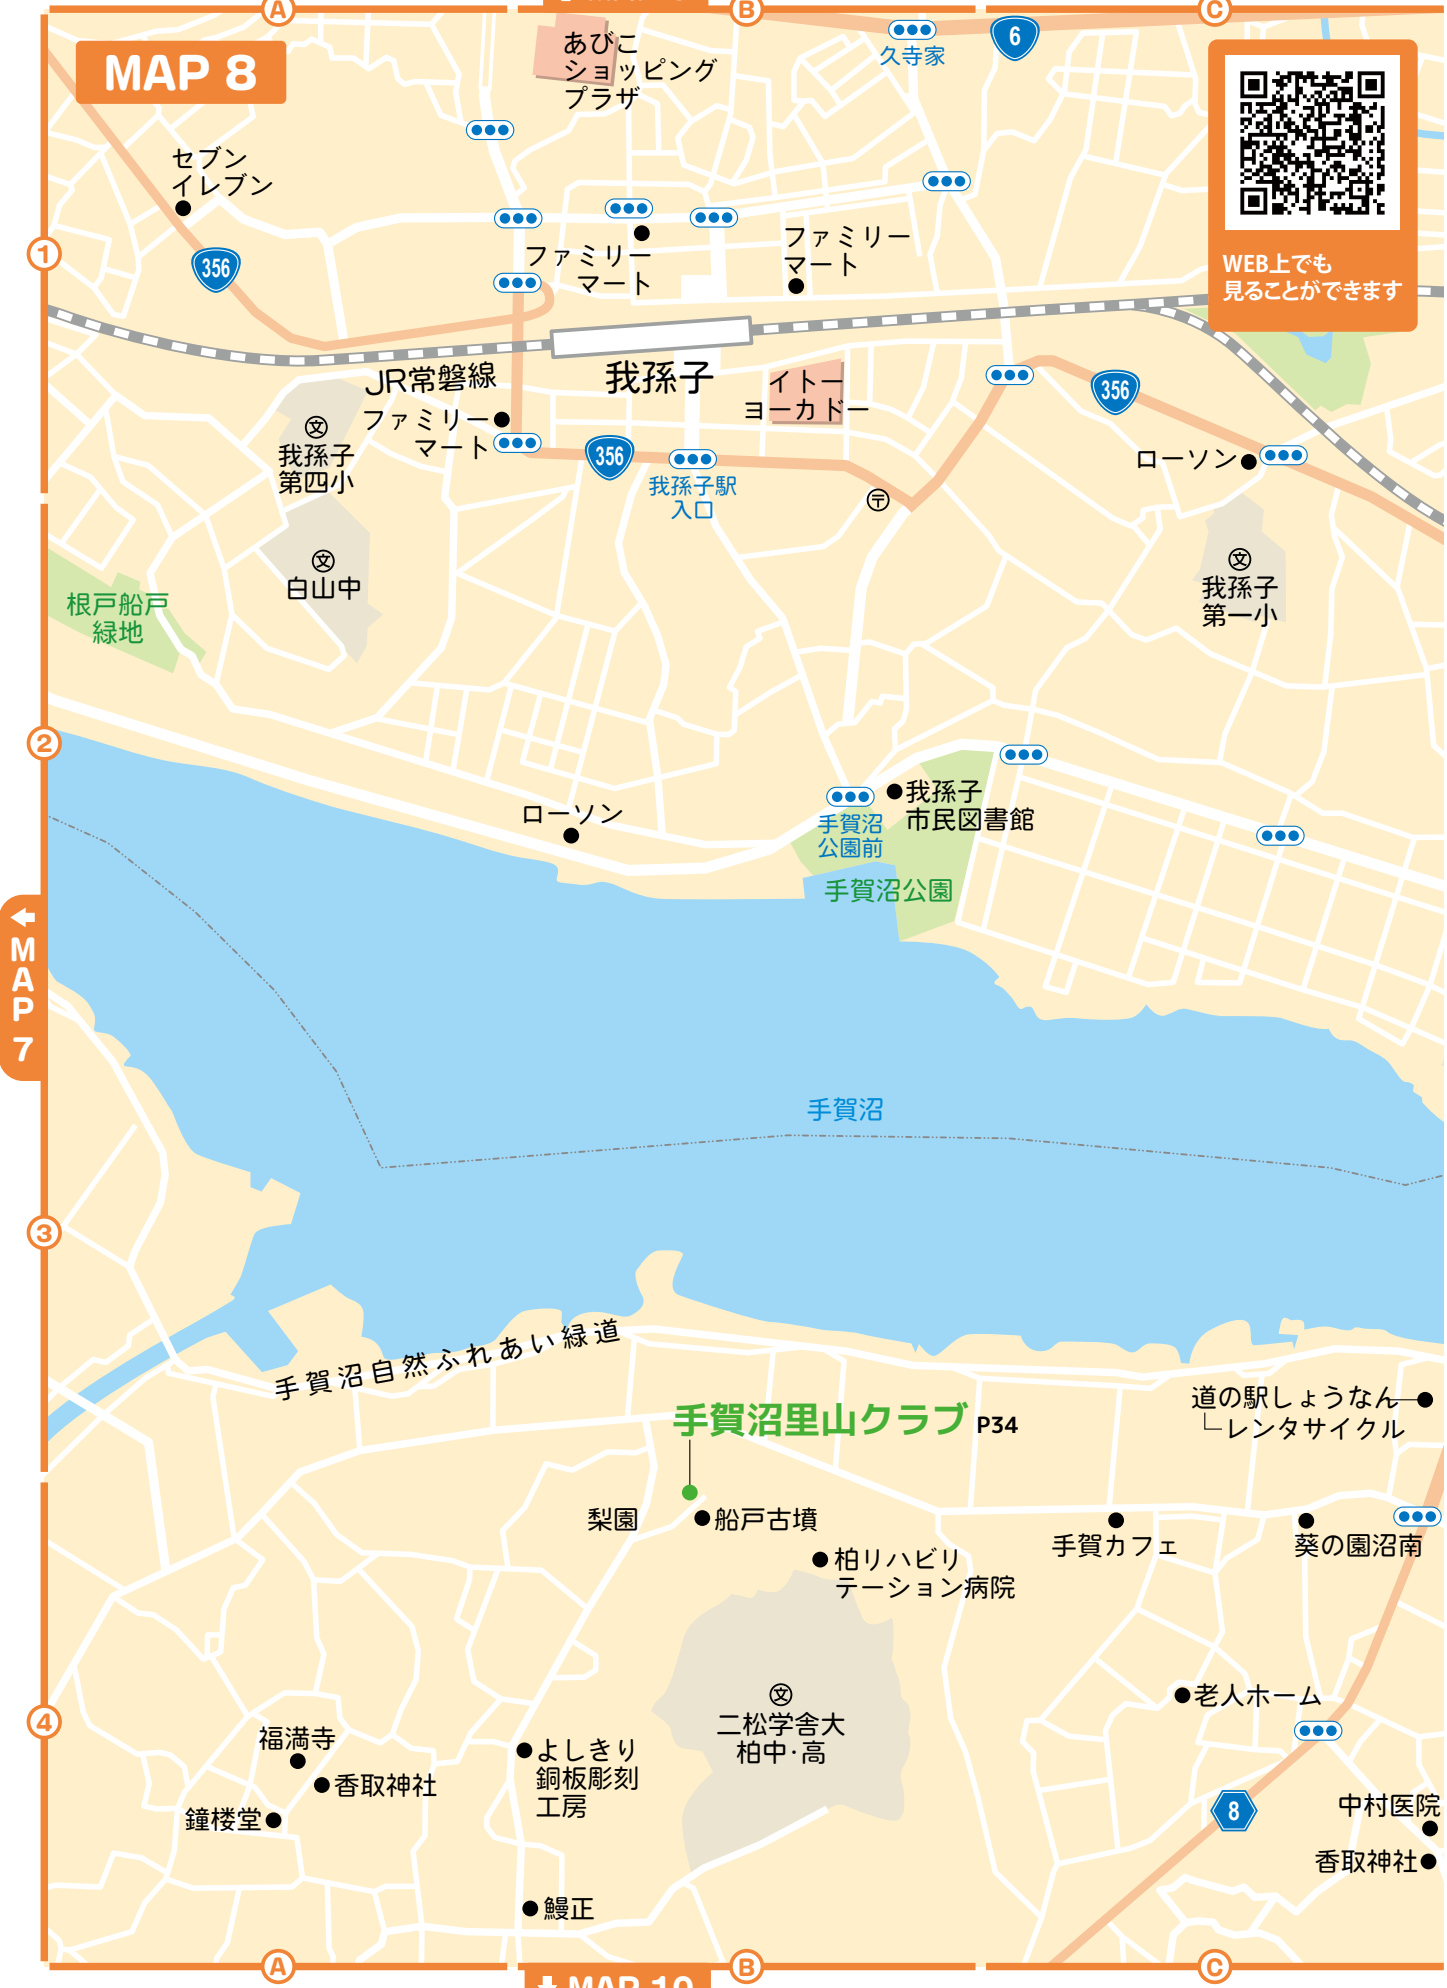 A
B
C
MAP 8
あびこ
ショッピング
プラザ
久寺家
6
セブン
イレブン
356
ファミリー
マート
ファミリー
マート
WEB上でも
見ることができます
1
JR常磐線
我孫子
イトー
ヨーカドー
356
ファミリー
マート
356
我孫子駅
入口
〒
ローソン
文
我孫子
第四小
文
白山中
文
我孫子
第一小
根戸船戸
緑地
2
ローソン
我孫子
市民図書館
手賀沼
公園前
手賀沼公園
MAP 7
手賀沼
3
手賀沼自然ふれあい緑道
手賀沼里山クラブ P34
道の駅しょうなん
レンタサイクル
梨園
船戸古墳
柏リハビリ
テーション病院
手賀カフェ
葵の園沼南
4
文
二松学舎大
柏中・高
老人ホーム
福満寺
香取神社
鐘楼堂
よしきり
銅板彫刻
工房
8
中村医院
香取神社
鰻正
A
B
C
MAP 10